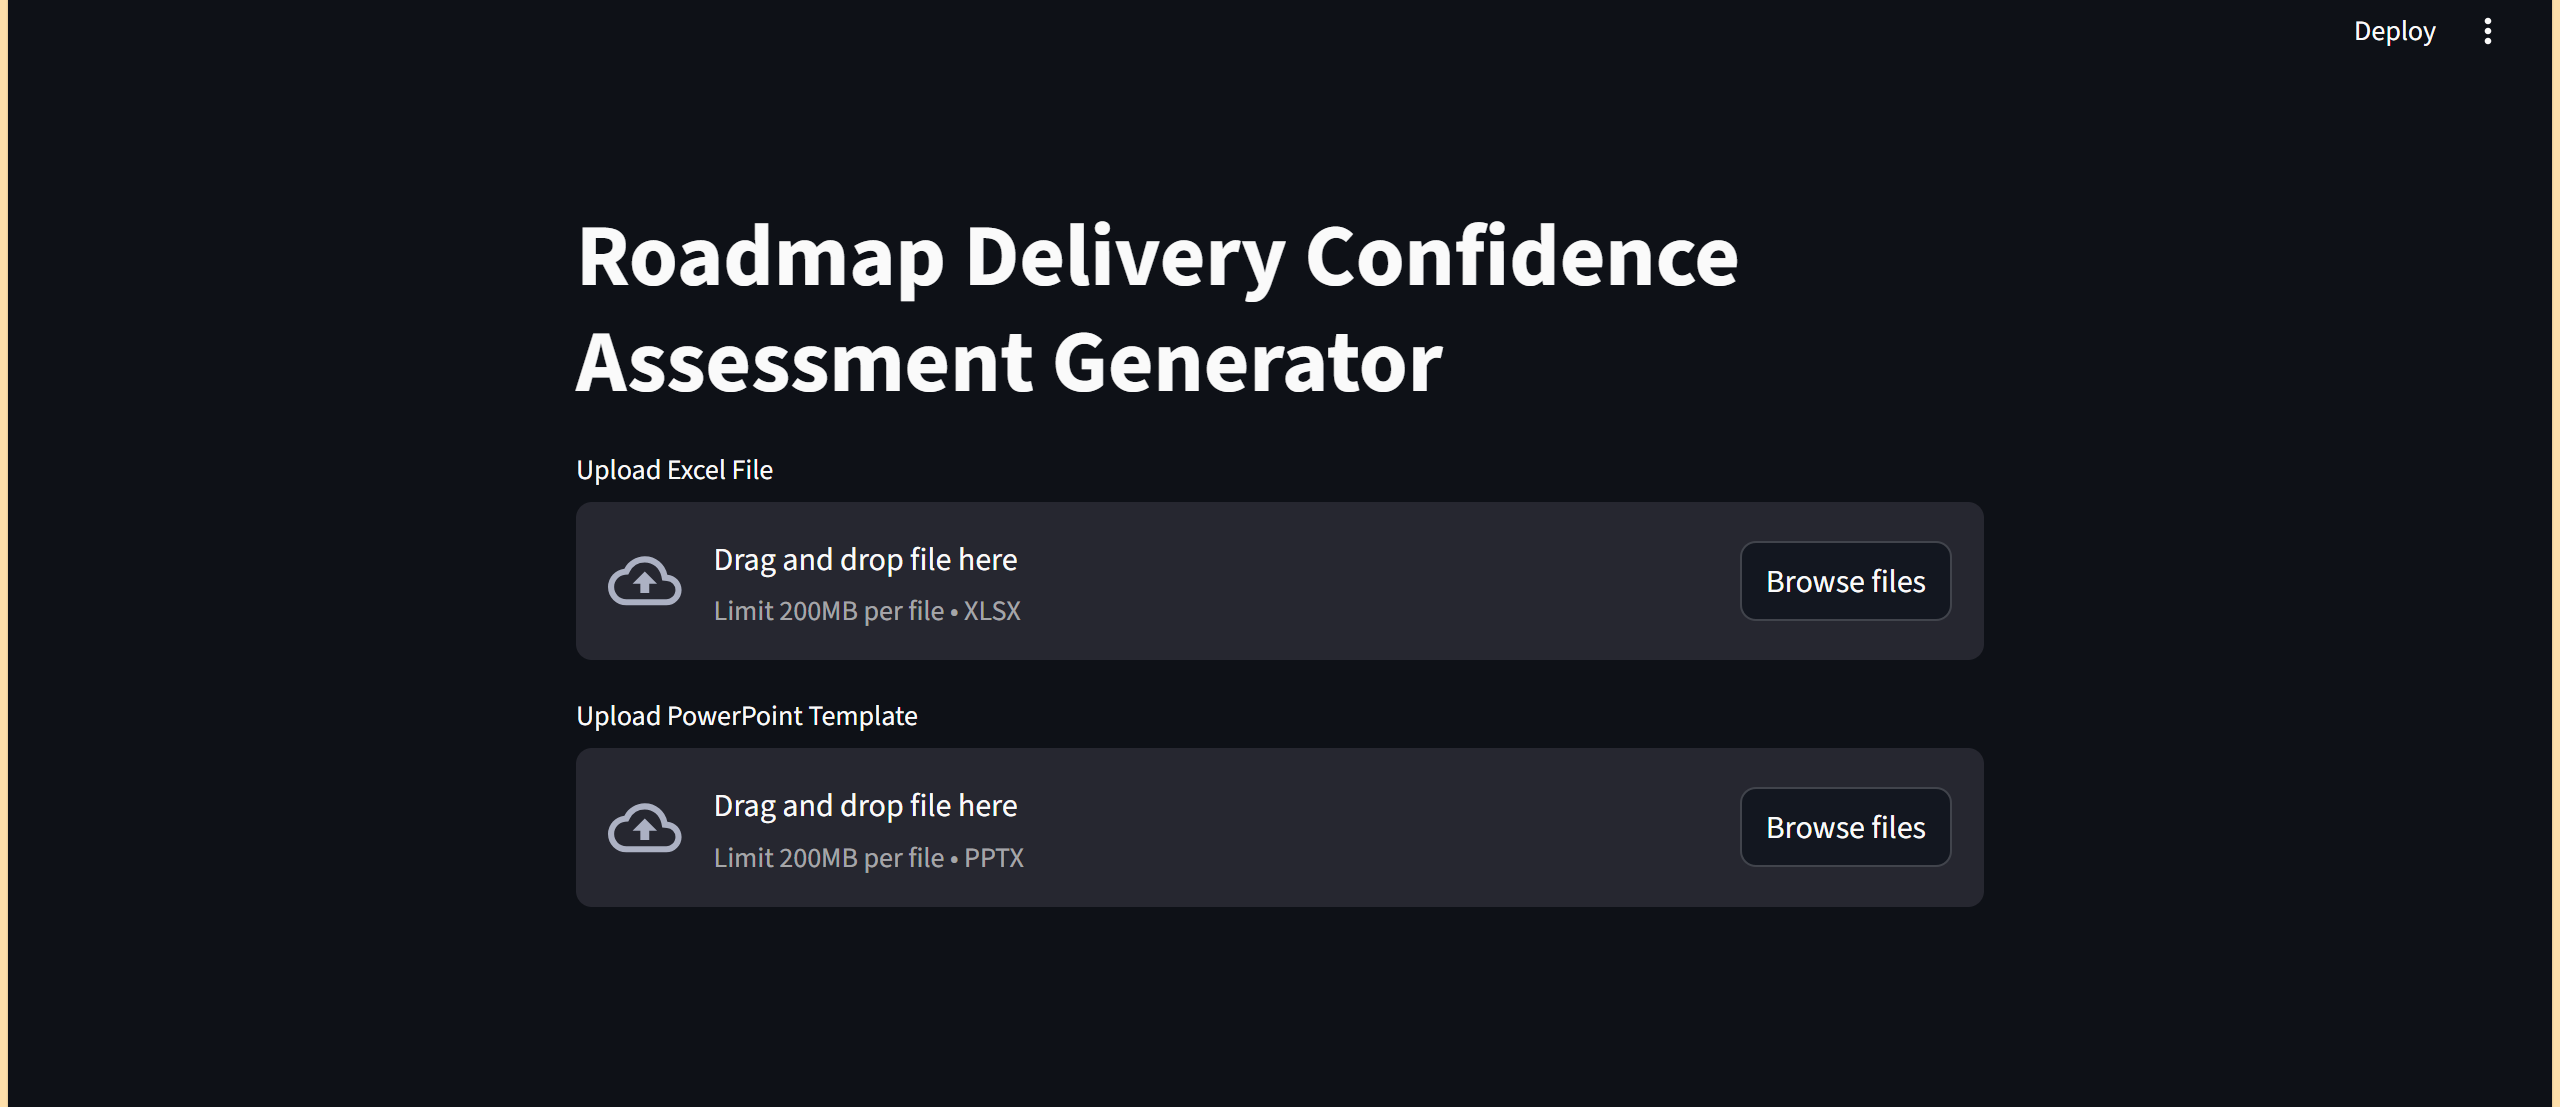 Deploy
Roadmap Delivery Confidence
Assessment Generator
Upload Excel File
Drag and drop file here
Limit 200MB per file • XLSX
Browse files
Upload PowerPoint Template
Drag and drop file here
Limit 200MB per file • PPTX
Browse files